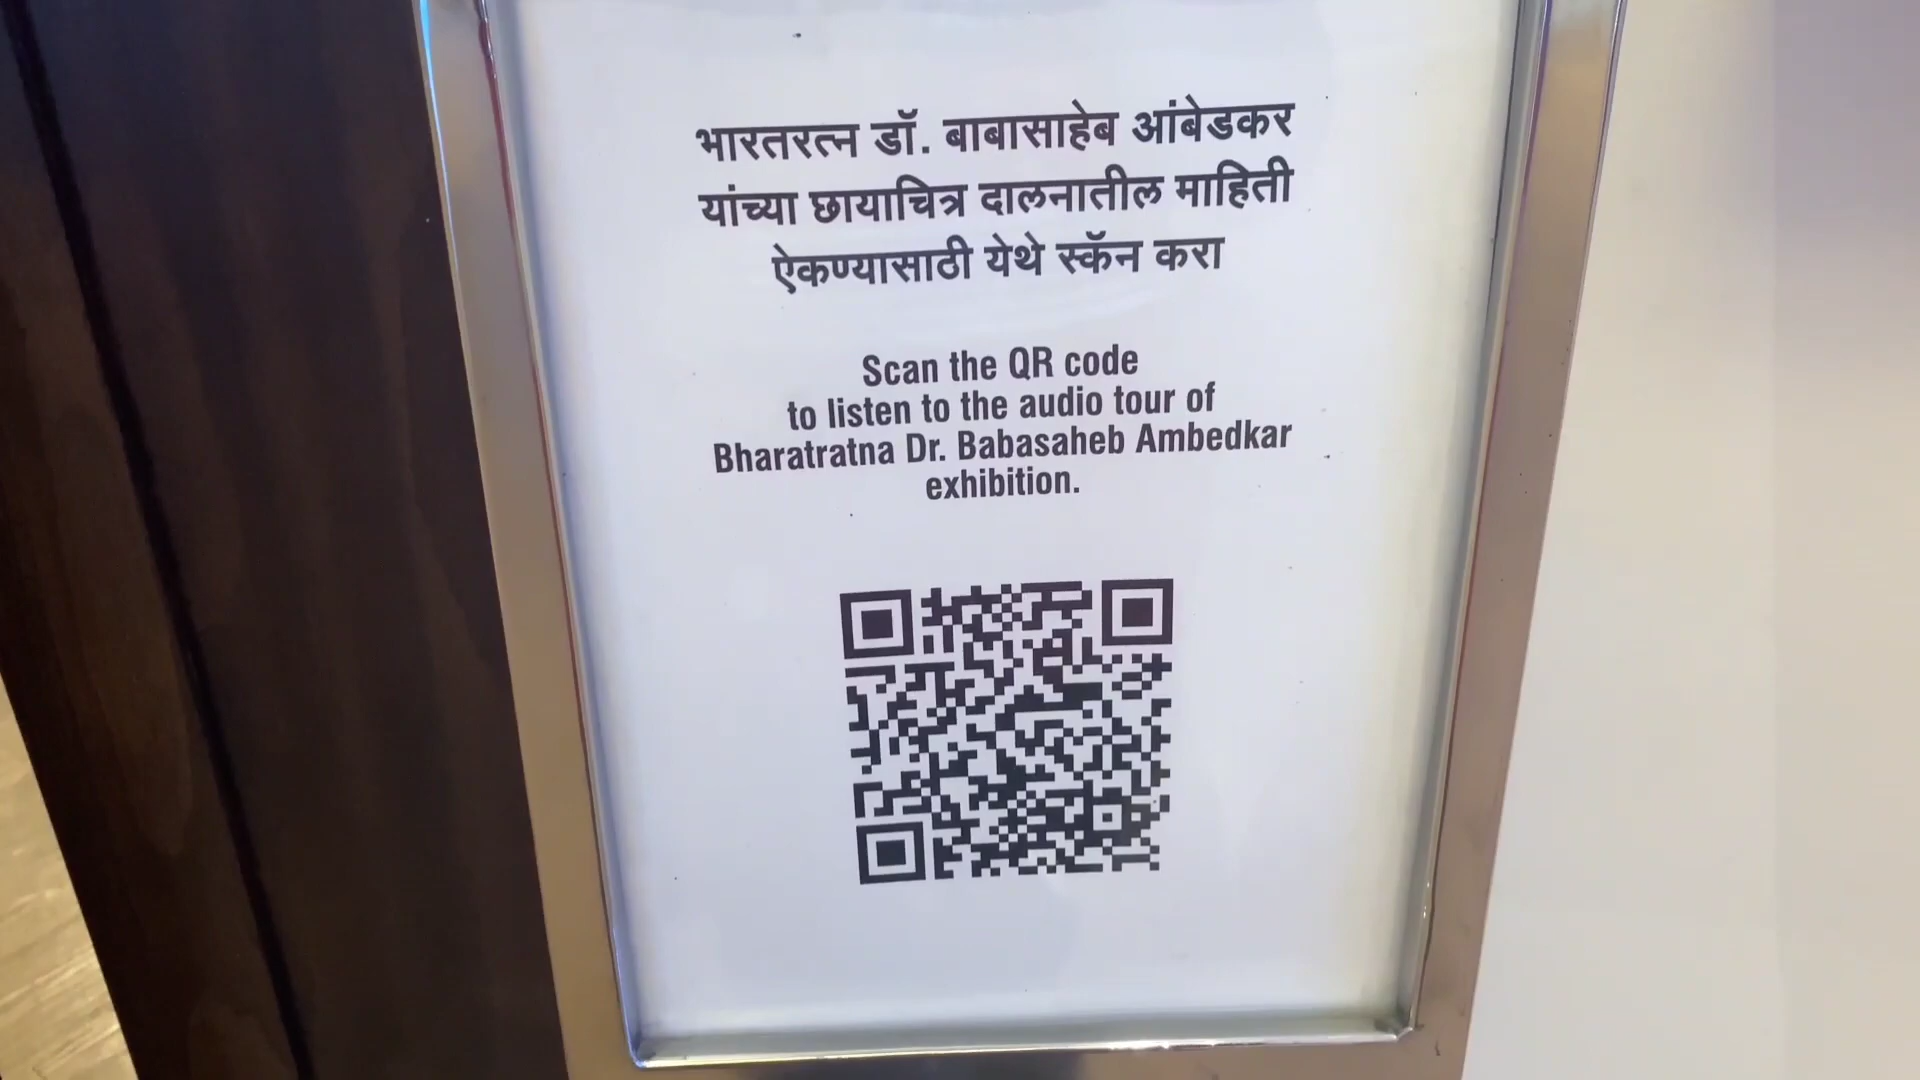 भारतरत्न डॉ. बाबासाहेब आंबेडकर
यांच्या छायाचित्र दालनातील माहिती
ऐकण्यासाठी येथे स्कॅन करा
Scan the QR code
to listen to the audio tour of
Bharatratna Dr. Babasaheb Ambedkar
exhibition.